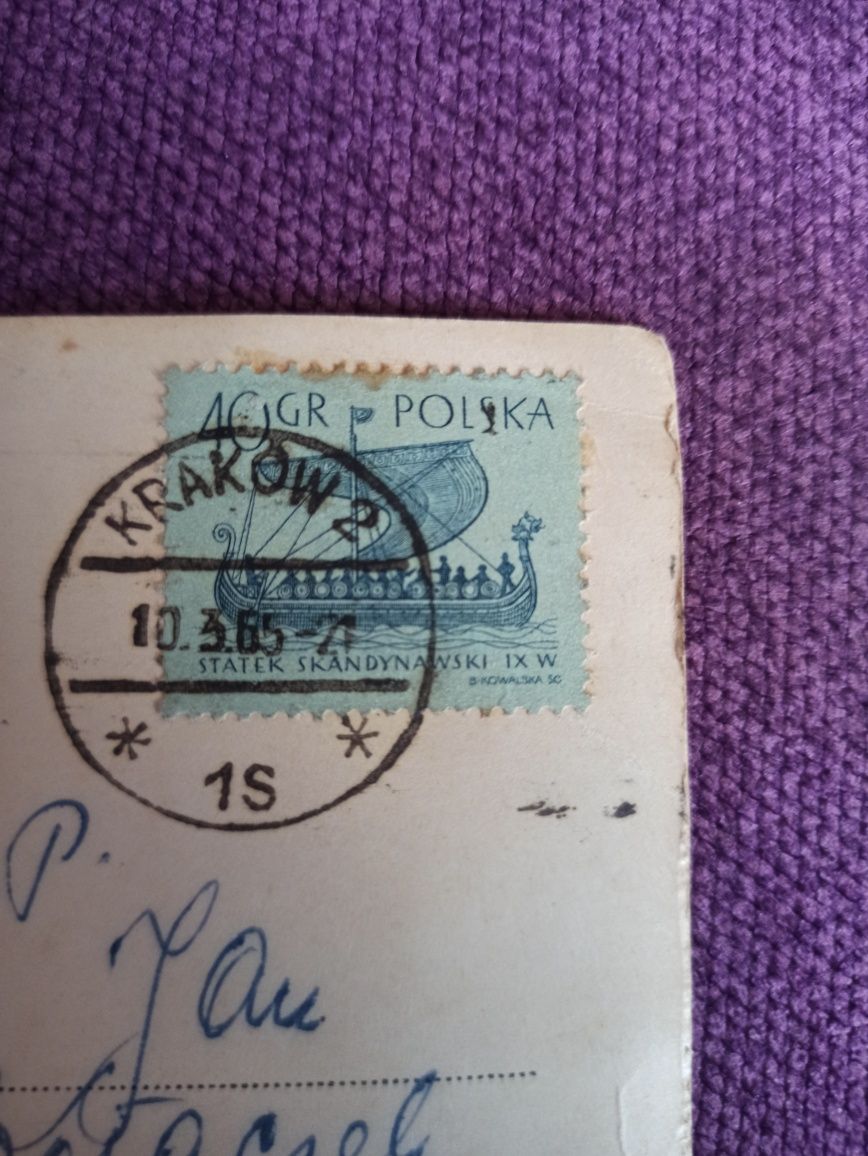 40 GR POLSKA
KRAKÓW 2
10.3.65-21
STATEK SKANDYNAWSKI IX W
B. KOWALSKA SC
1S
P.
Jan